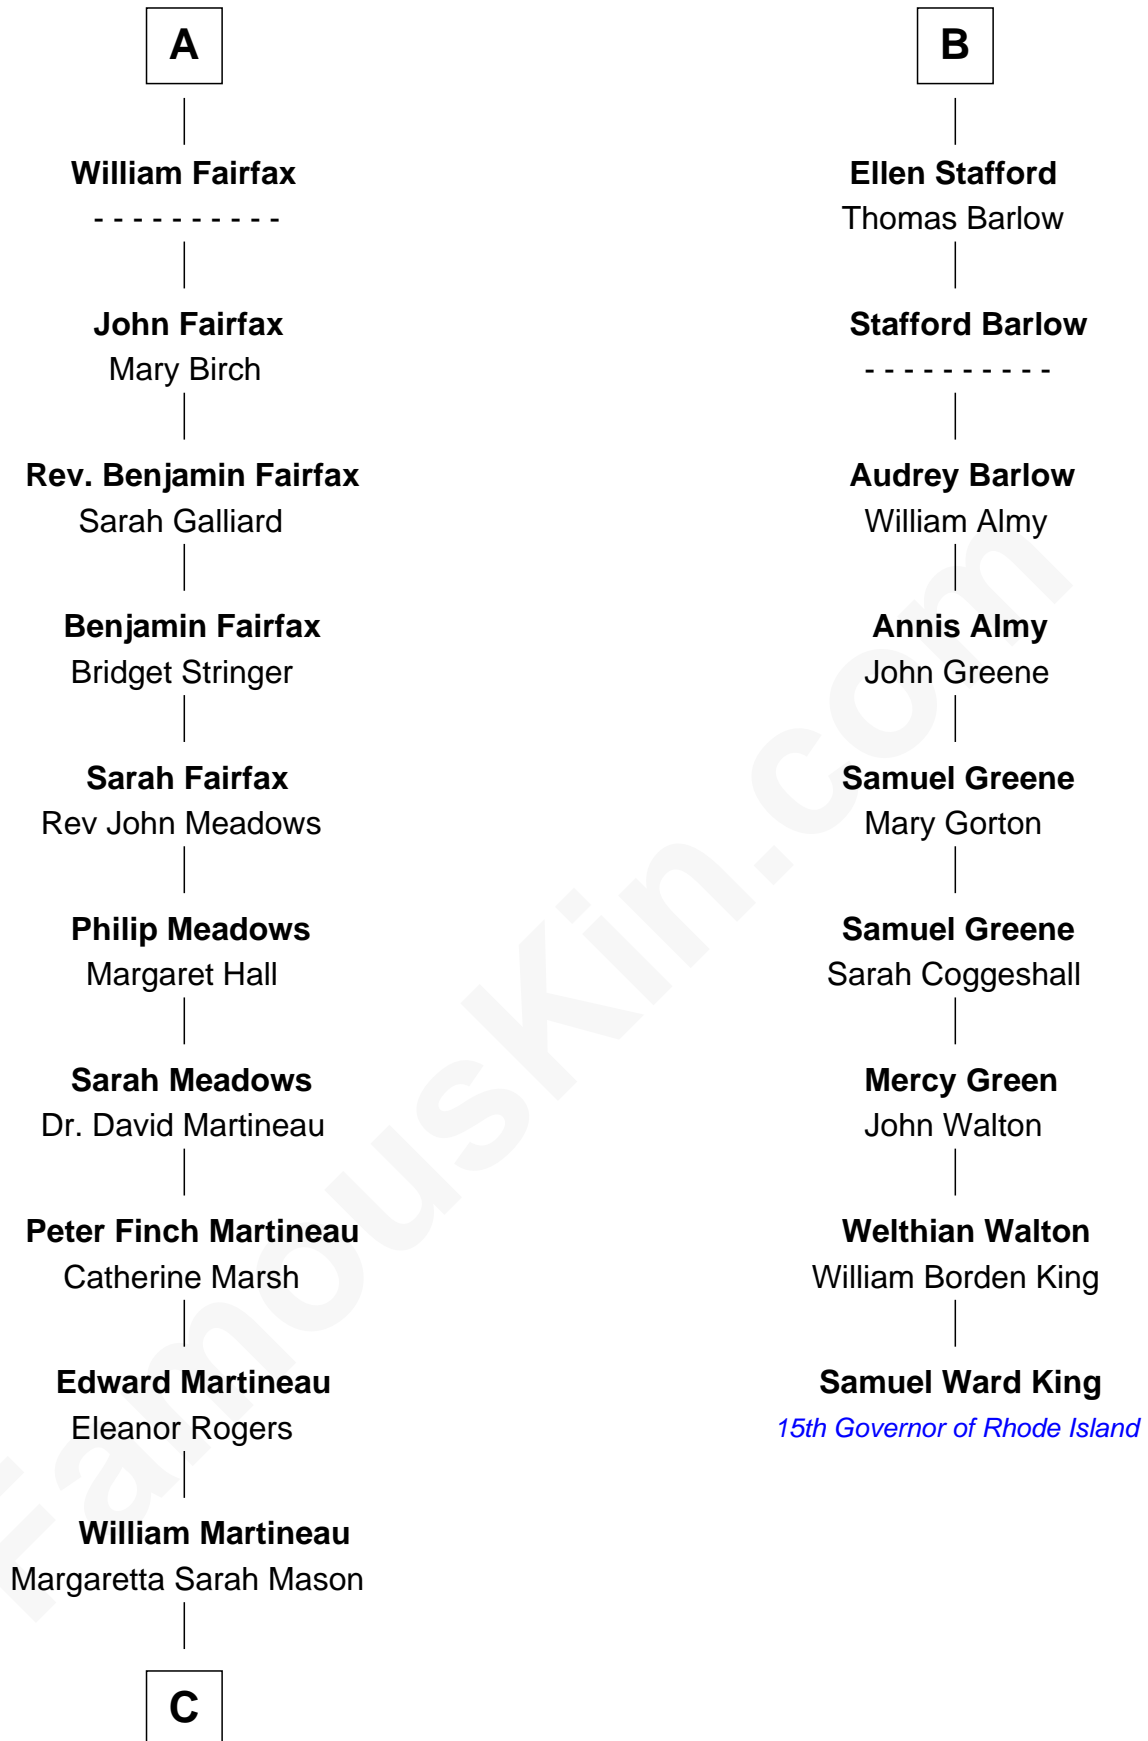 A
William Fairfax
- - - - - - - - - -
John Fairfax
Mary Birch
Rev. Benjamin Fairfax
Sarah Galliard
Benjamin Fairfax
Bridget Stringer
Sarah Fairfax
Rev John Meadows
Philip Meadows
Margaret Hall
Sarah Meadows
Dr. David Martineau
Peter Finch Martineau
Catherine Marsh
Edward Martineau
Eleanor Rogers
William Martineau
Margaretta Sarah Mason
C
B
Ellen Stafford
Thomas Barlow
Stafford Barlow
- - - - - - - - - -
Audrey Barlow
William Almy
Annis Almy
John Greene
Samuel Greene
Mary Gorton
Samuel Greene
Sarah Coggeshall
Mercy Green
John Walton
Welthian Walton
William Borden King
Samuel Ward King
15th Governor of Rhode Island
FamousKin.com